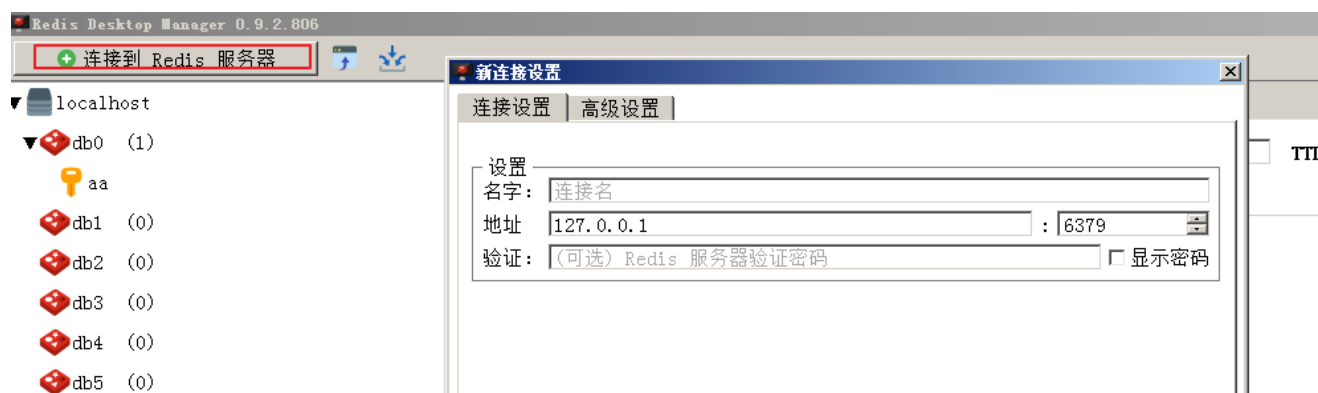 Redis Desktop Manager 0.9.2.806
连接到 Redis 服务器
localhost
db0 (1)
aa
db1 (0)
db2 (0)
db3 (0)
db4 (0)
db5 (0)
新连接设置
连接设置 高级设置
设置
名字: 连接名
地址 127.0.0.1 : 6379
验证: (可选) Redis 服务器验证密码 显示密码